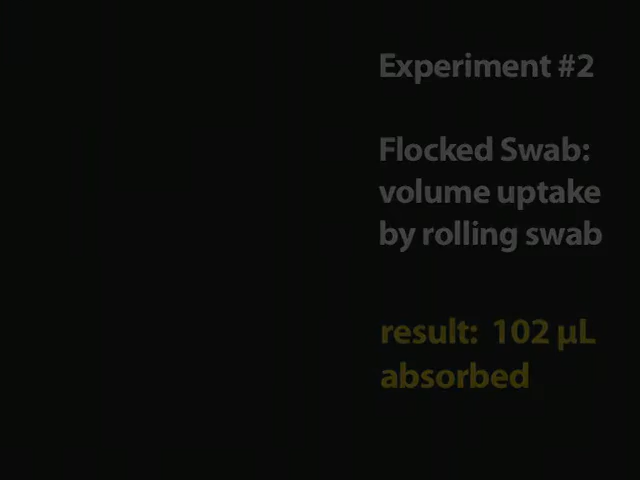 Experiment #2
Flocked Swab:
volume uptake
by rolling swab
result: 102 µL
absorbed